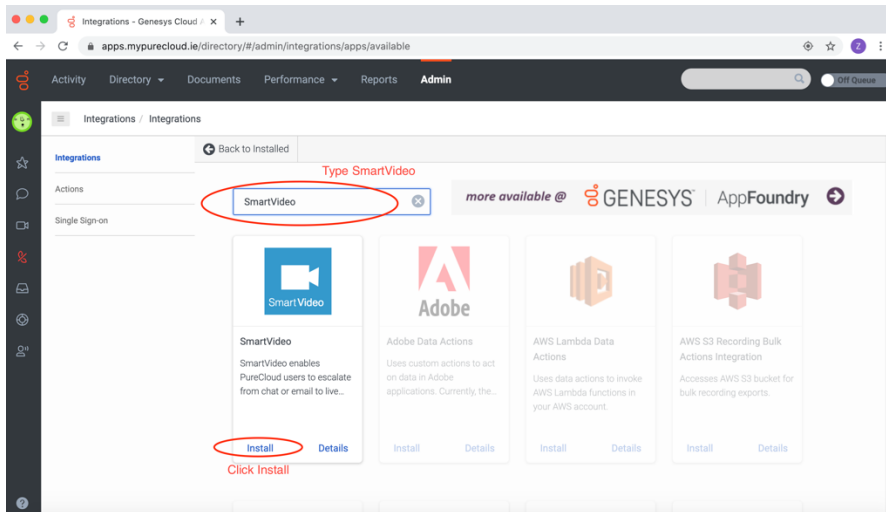 Integrations - Genesys Cloud &
apps.mypurecloud.ie/directory/#/admin/integrations/apps/available
Z
Activity
Directory
Documents
Performance
Reports
Admin
Off Queue
Integrations / Integrations
Integrations
Actions
Single Sign-on
Back to Installed
Type SmartVideo
SmartVideo
more available @ GENESYS AppFoundry
Smart Video
SmartVideo
SmartVideo enables
PureCloud users to escalate
from chat or email to live...
Install
Details
Click Install
Adobe
Adobe Data Actions
Uses custom actions to act
on data in Adobe
applications. Currently, the...
Install
Details
AWS Lambda Data
Actions
Uses data actions to invoke
AWS Lambda functions in
your AWS account.
Install
Details
AWS S3 Recording Bulk
Actions Integration
Accesses AWS S3 bucket for
bulk recording exports.
Install
Details